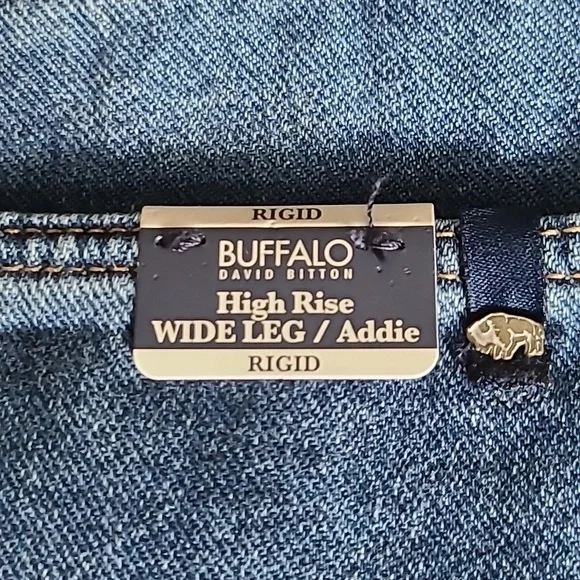 RIGID
BUFFALO
DAVID BITTON
High Rise
WIDE LEG / Addie
RIGID